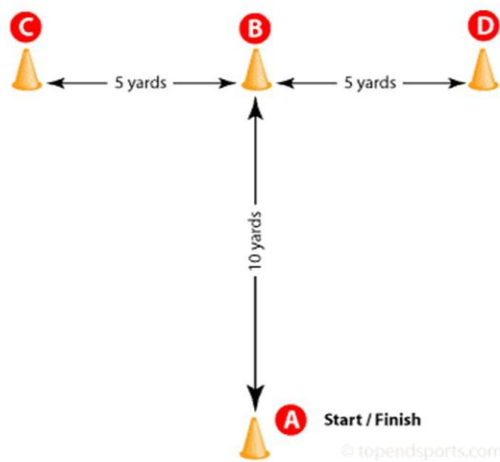 C
B
D
5 yards
5 yards
10 yards
A
Start / Finish
© topendsports.com